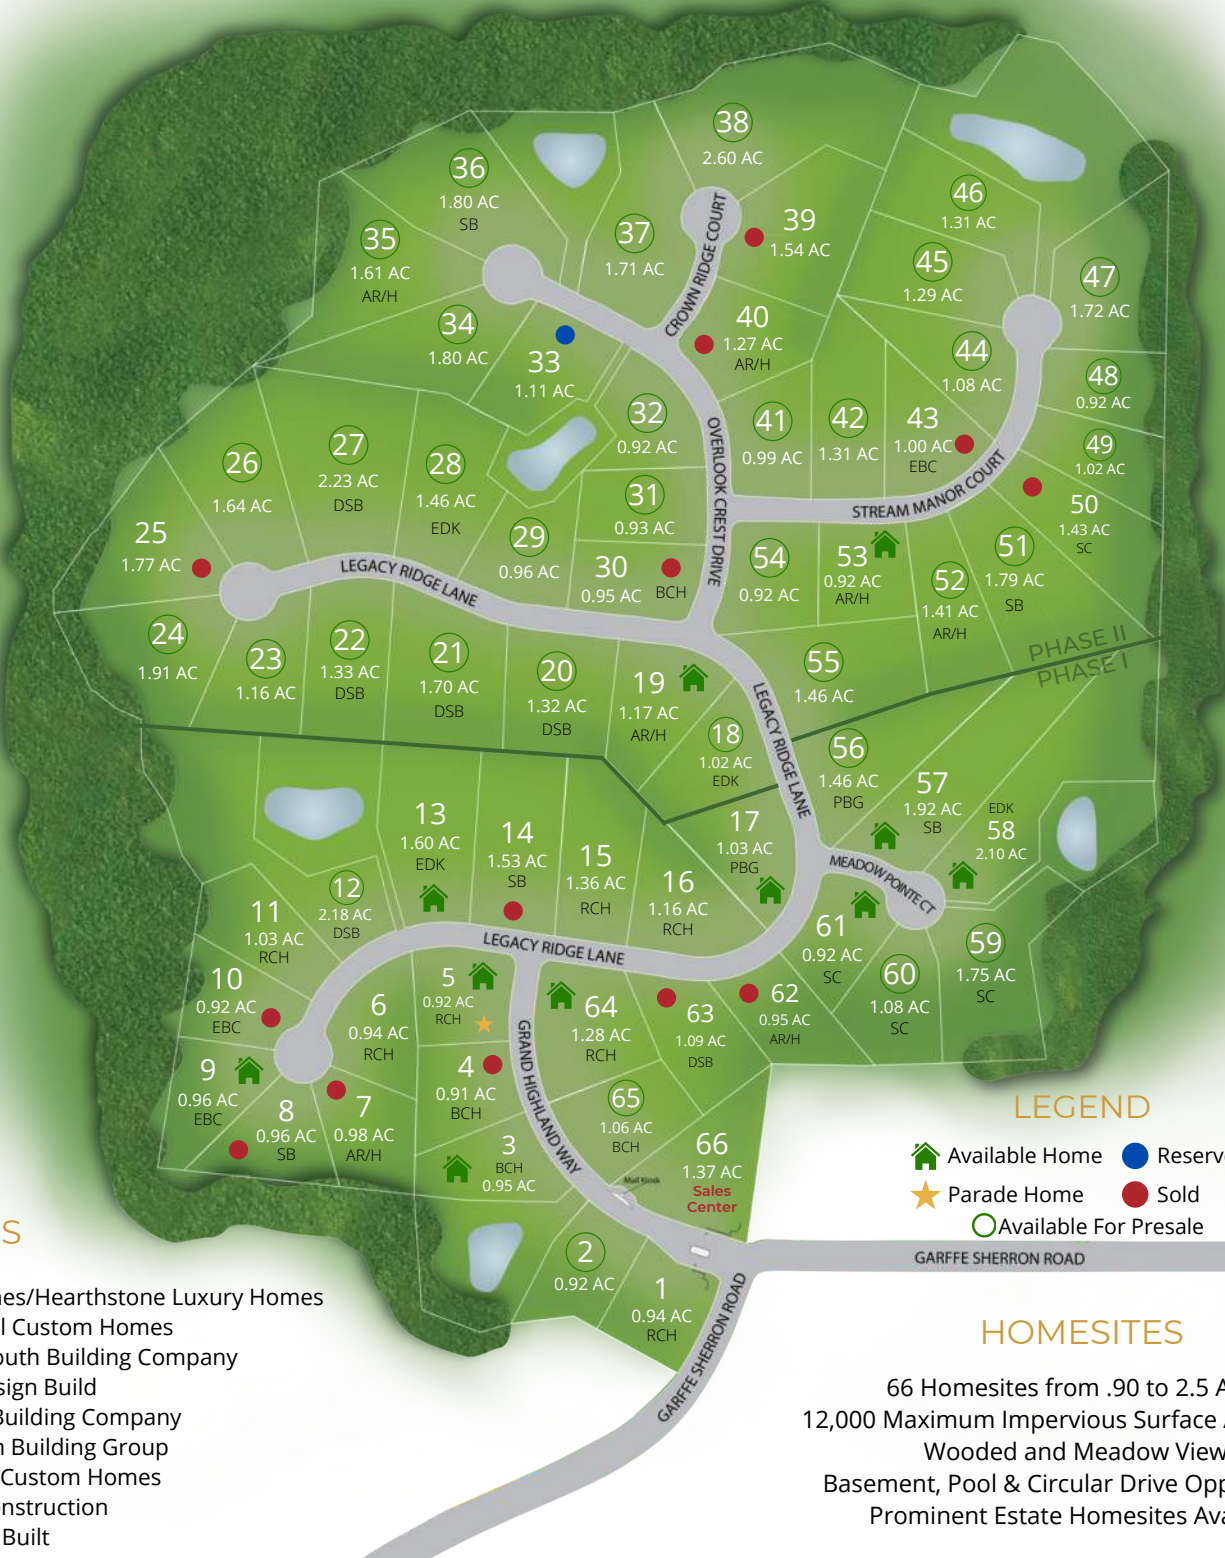 38
2.60 AC
36
1.80 AC
SB
46
1.31 AC
39
1.54 AC
37
1.71 AC
35
1.61 AC
AR/H
CROWN RIDGE COURT
45
1.29 AC
47
1.72 AC
34
1.80 AC
40
1.27 AC
AR/H
33
1.11 AC
44
1.08 AC
48
0.92 AC
32
0.92 AC
41
0.99 AC
42
1.31 AC
43
1.00 AC
EBC
49
1.02 AC
OVERLOOK CREST DRIVE
27
2.23 AC
DSB
28
1.46 AC
EDK
26
1.64 AC
31
0.93 AC
STREAM MANOR COURT
50
1.43 AC
SC
25
1.77 AC
29
0.96 AC
30
0.95 AC
BCH
54
0.92 AC
53
0.92 AC
AR/H
51
1.79 AC
SB
52
1.41 AC
AR/H
LEGACY RIDGE LANE
24
1.91 AC
23
1.16 AC
22
1.33 AC
DSB
21
1.70 AC
DSB
20
1.32 AC
DSB
19
1.17 AC
AR/H
55
1.46 AC
PHASE II
PHASE I
LEGACY RIDGE LANE
18
1.02 AC
EDK
56
1.46 AC
PBG
57
1.92 AC
SB
EDK
58
2.10 AC
13
1.60 AC
EDK
14
1.53 AC
SB
15
1.36 AC
RCH
16
1.16 AC
RCH
17
1.03 AC
PBG
MEADOW POINTE CT
12
2.18 AC
DSB
11
1.03 AC
RCH
LEGACY RIDGE LANE
61
0.92 AC
SC
59
1.75 AC
SC
60
1.08 AC
SC
10
0.92 AC
EBC
5
0.92 AC
RCH
6
0.94 AC
RCH
64
1.28 AC
RCH
63
1.09 AC
DSB
62
0.95 AC
AR/H
GRAND HIGHLAND WAY
9
0.96 AC
EBC
8
0.96 AC
SB
7
0.98 AC
AR/H
4
0.91 AC
BCH
65
1.06 AC
BCH
3
BCH
0.95 AC
66
1.37 AC
Sales
Center
Mail Kiosk
2
0.92 AC
1
0.94 AC
RCH
GARFFE SHERRON ROAD
GARFFE SHERRON ROAD
LEGEND
Available Home
Reserv
Parade Home
Sold
Available For Presale
S
nes/Hearthstone Luxury Homes
l Custom Homes
outh Building Company
sign Build
Building Company
n Building Group
Custom Homes
onstruction
Built
HOMESITES
66 Homesites from .90 to 2.5 A
12,000 Maximum Impervious Surface
Wooded and Meadow View
Basement, Pool & Circular Drive Opp
Prominent Estate Homesites Ava